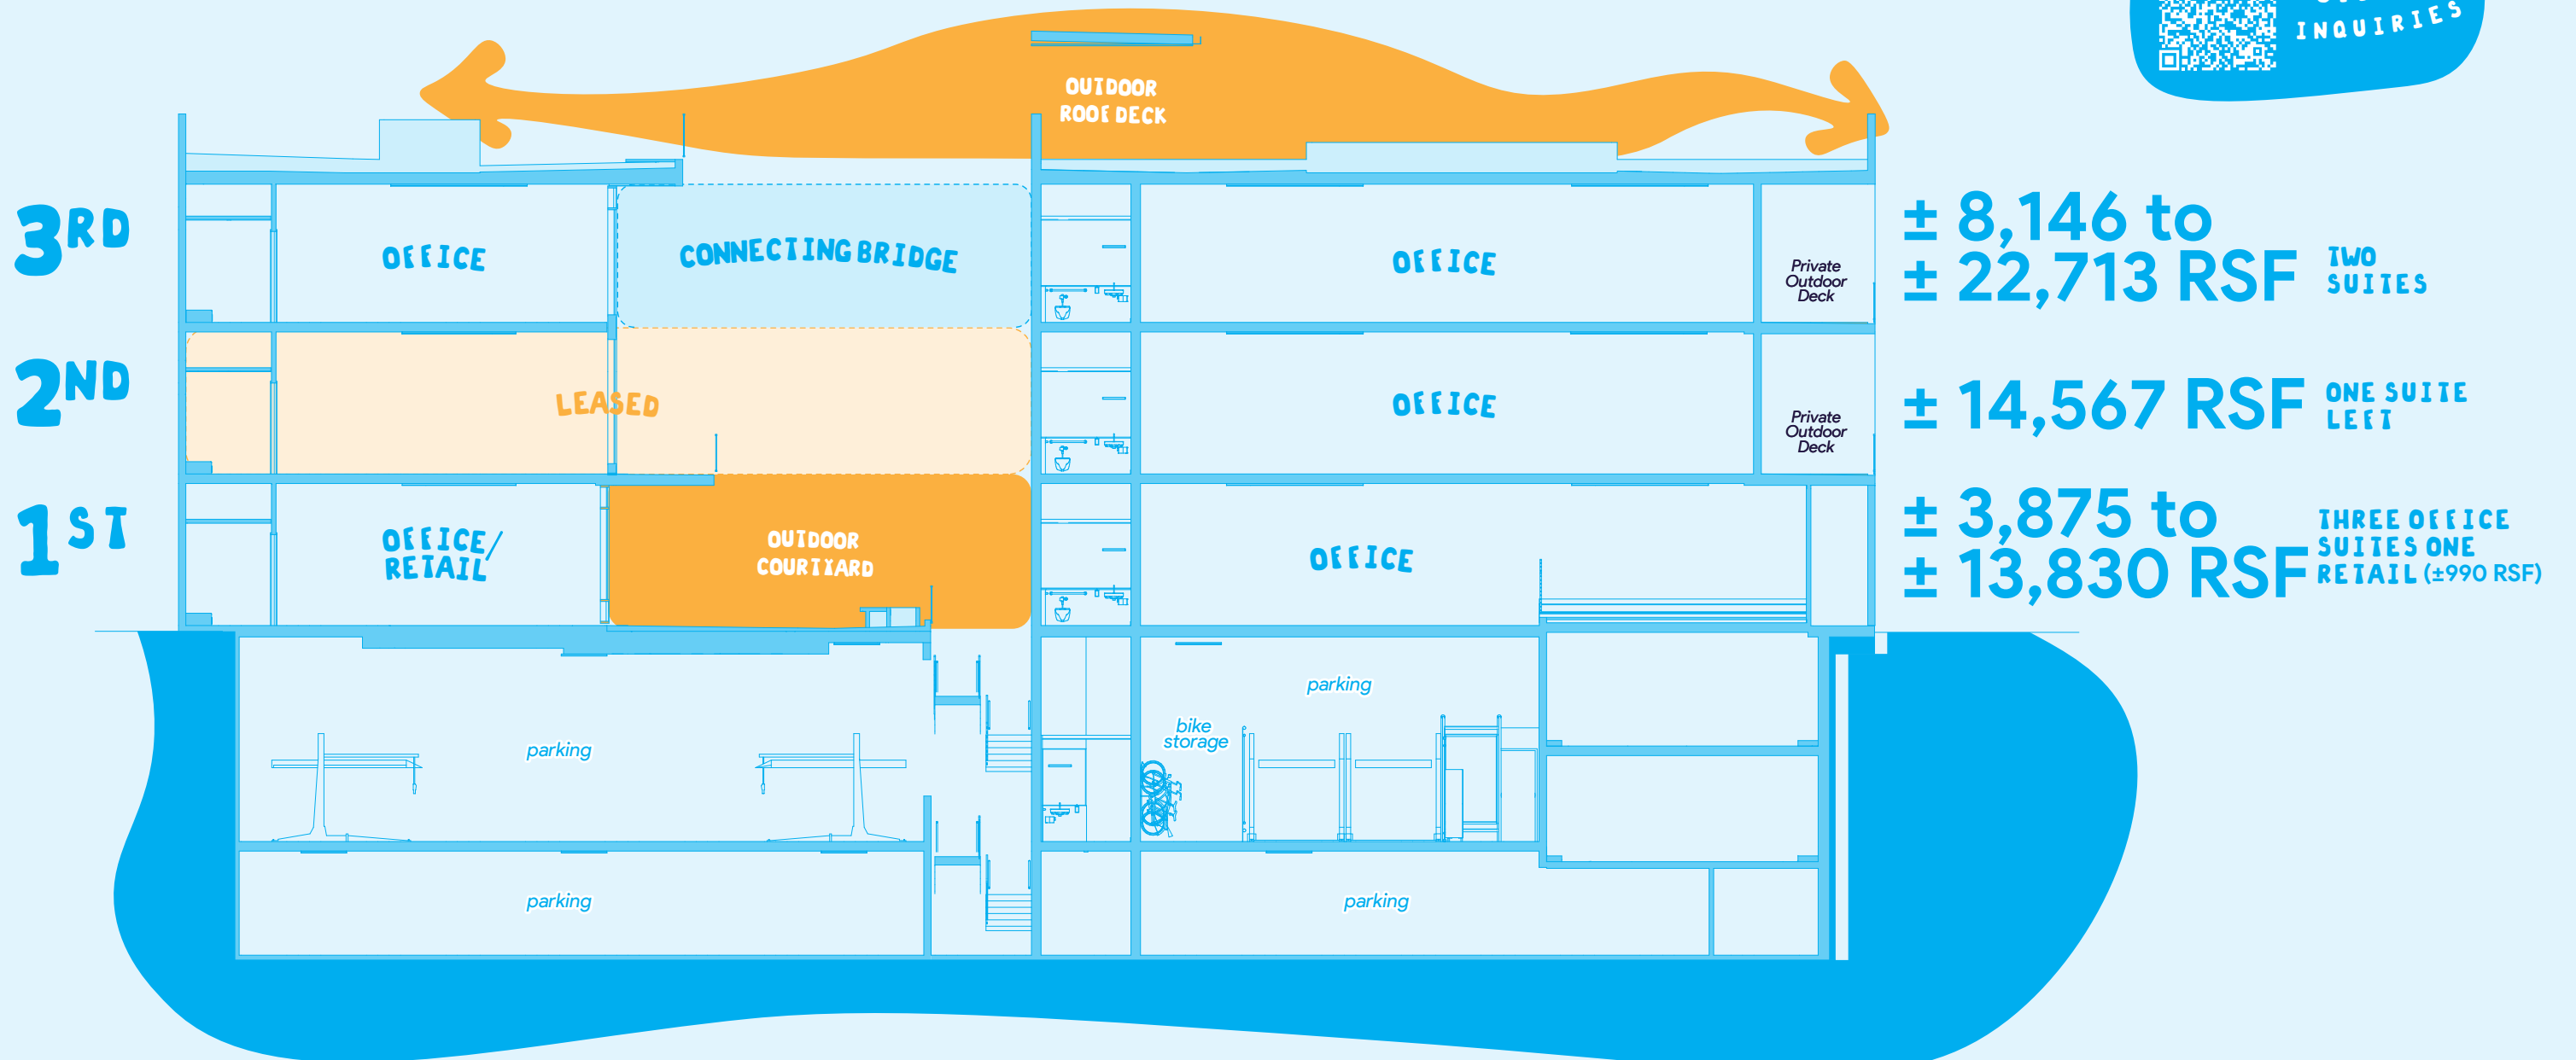 INQUIRIES
OUTDOOR
ROOF DECK
3RD
OFFICE
CONNECTING BRIDGE
OFFICE
Private
Outdoor
Deck
± 8,146 to
± 22,713 RSF
TWO
SUITES
2ND
LEASED
OFFICE
Private
Outdoor
Deck
± 14,567 RSF
ONE SUITE
LEFT
1ST
OFFICE/
RETAIL
OUTDOOR
COURTYARD
OFFICE
± 3,875 to
± 13,830 RSF
THREE OFFICE
SUITES ONE
RETAIL (±990 RSF)
parking
bike
storage
parking
parking
parking